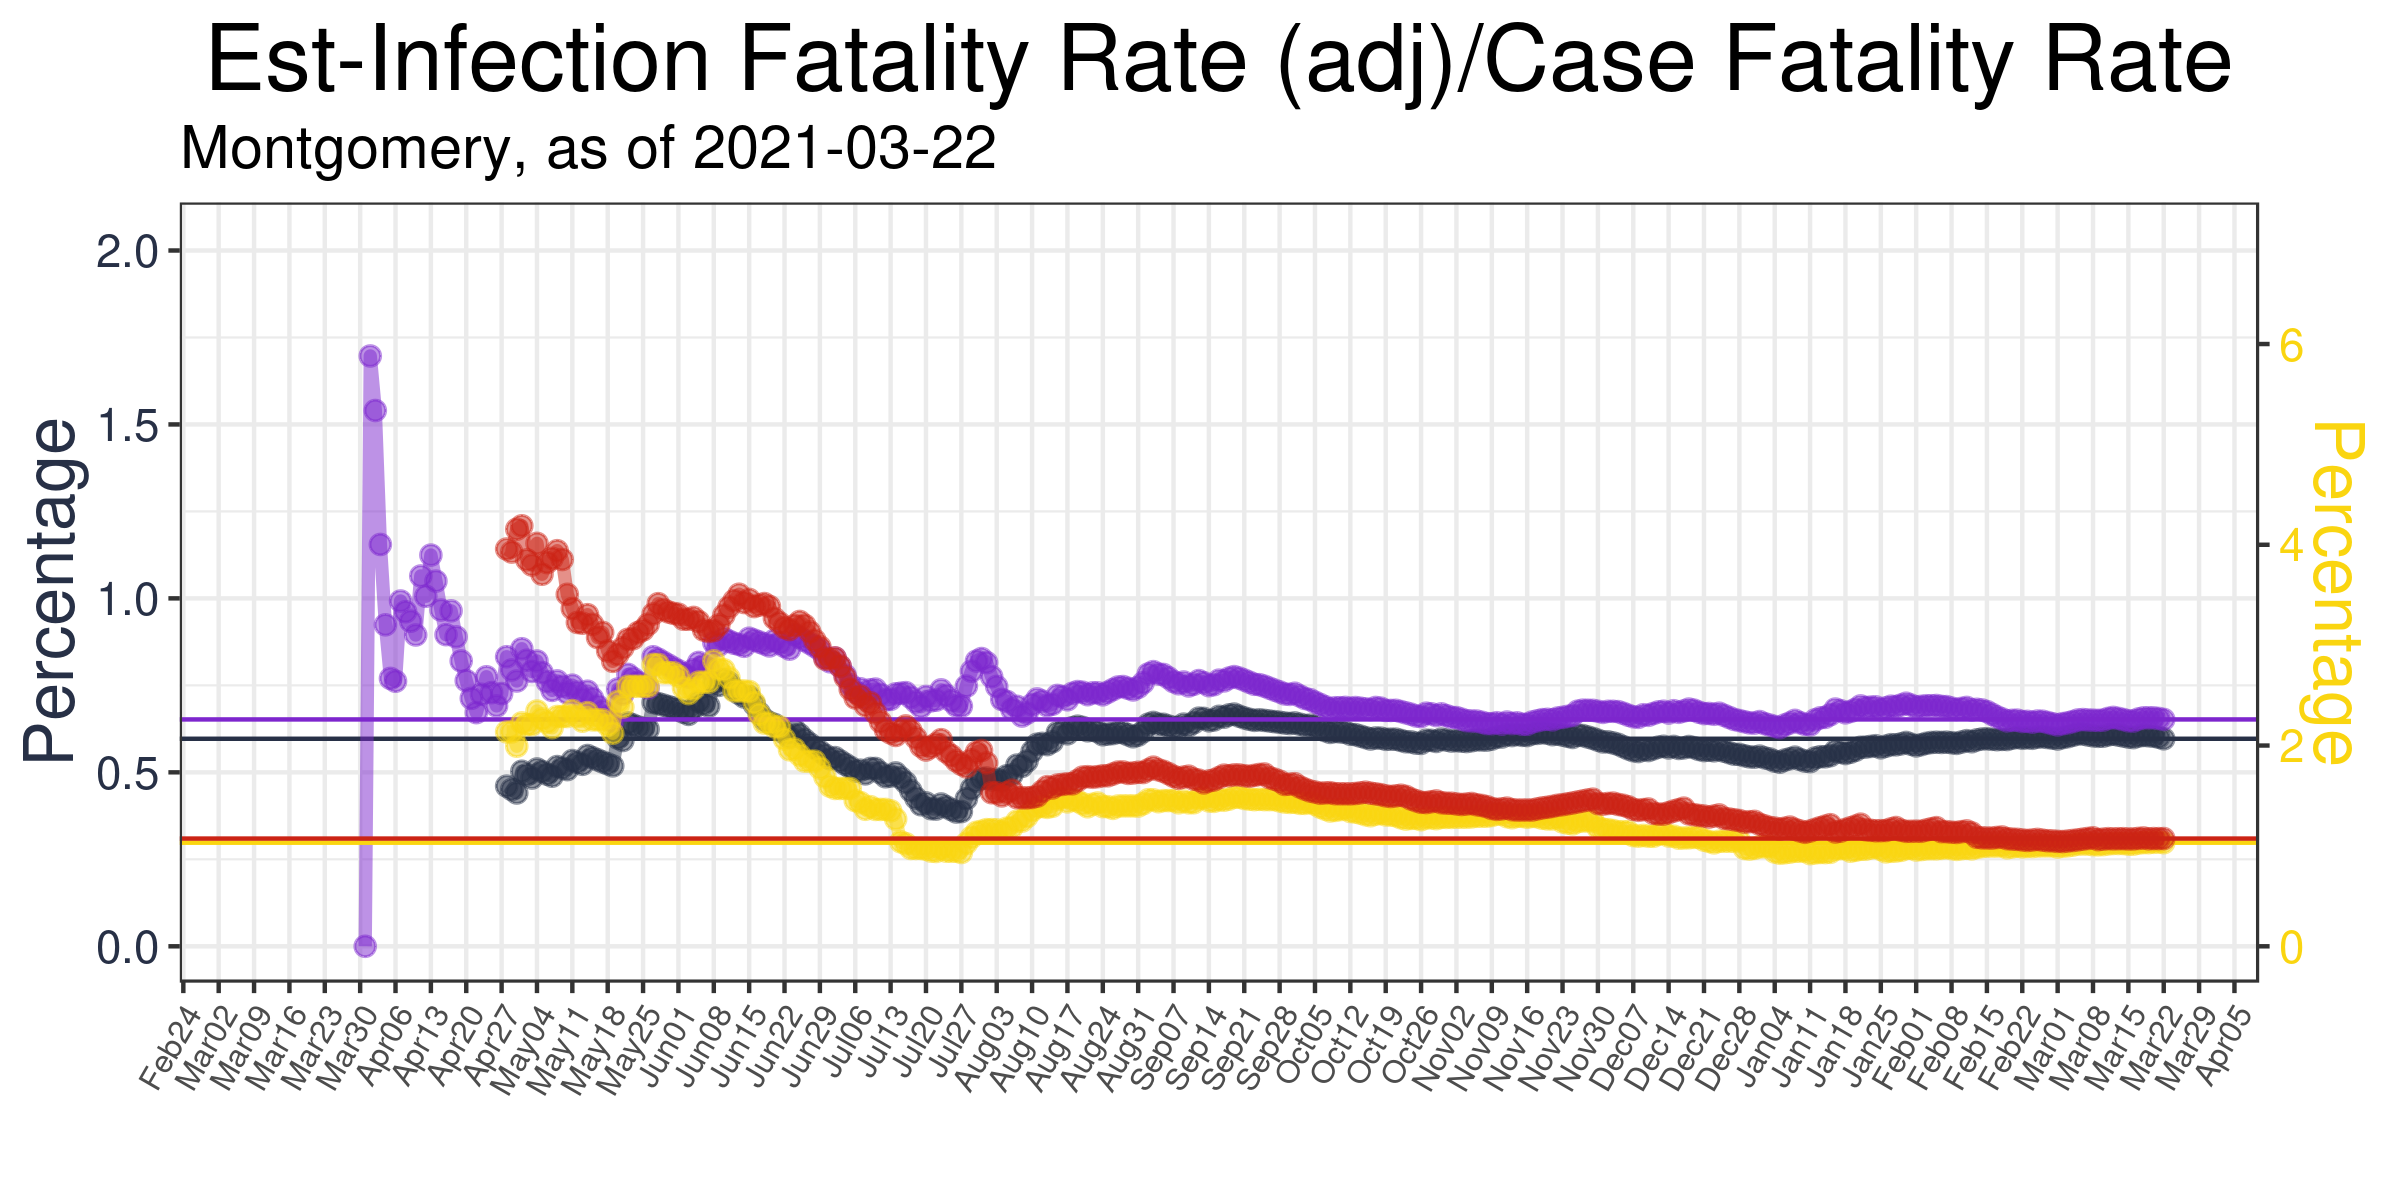 Est-Infection Fatality Rate (adj)/Case Fatality Rate
Montgomery, as of 2021-03-22
Percentage
2.0
1.5
1.0
0.5
0.0
6
4
2
0
Percentage
Feb24 Mar02 Mar09 Mar16 Mar23 Mar30 Apr06 Apr13 Apr20 Apr27 May04 May11 May18 May25 Jun01 Jun08 Jun15 Jun22 Jun29 Jul06 Jul13 Jul20 Jul27 Aug03 Aug10 Aug17 Aug24 Aug31 Sep07 Sep14 Sep21 Sep28 Oct05 Oct12 Oct19 Oct26 Nov02 Nov09 Nov16 Nov23 Nov30 Dec07 Dec14 Dec21 Dec28 Jan04 Jan11 Jan18 Jan25 Feb01 Feb08 Feb15 Feb22 Mar01 Mar08 Mar15 Mar22 Mar29 Apr05